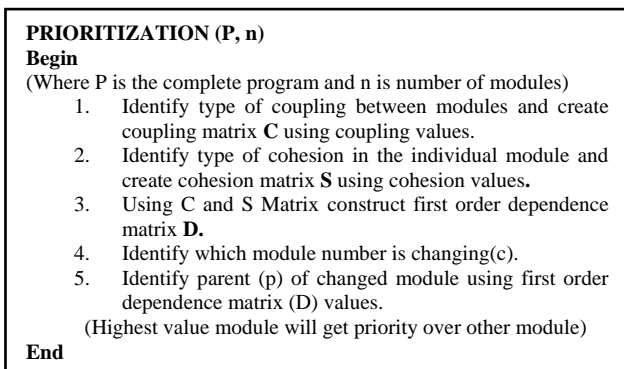 PRIORITIZATION (P, n)
Begin
(Where P is the complete program and n is number of modules)
1. Identify type of coupling between modules and create
coupling matrix C using coupling values.
2. Identify type of cohesion in the individual module and
create cohesion matrix S using cohesion values.
3. Using C and S Matrix construct first order dependence
matrix D.
4. Identify which module number is changing(c).
5. Identify parent (p) of changed module using first order
dependence matrix (D) values.
(Highest value module will get priority over other module)
End